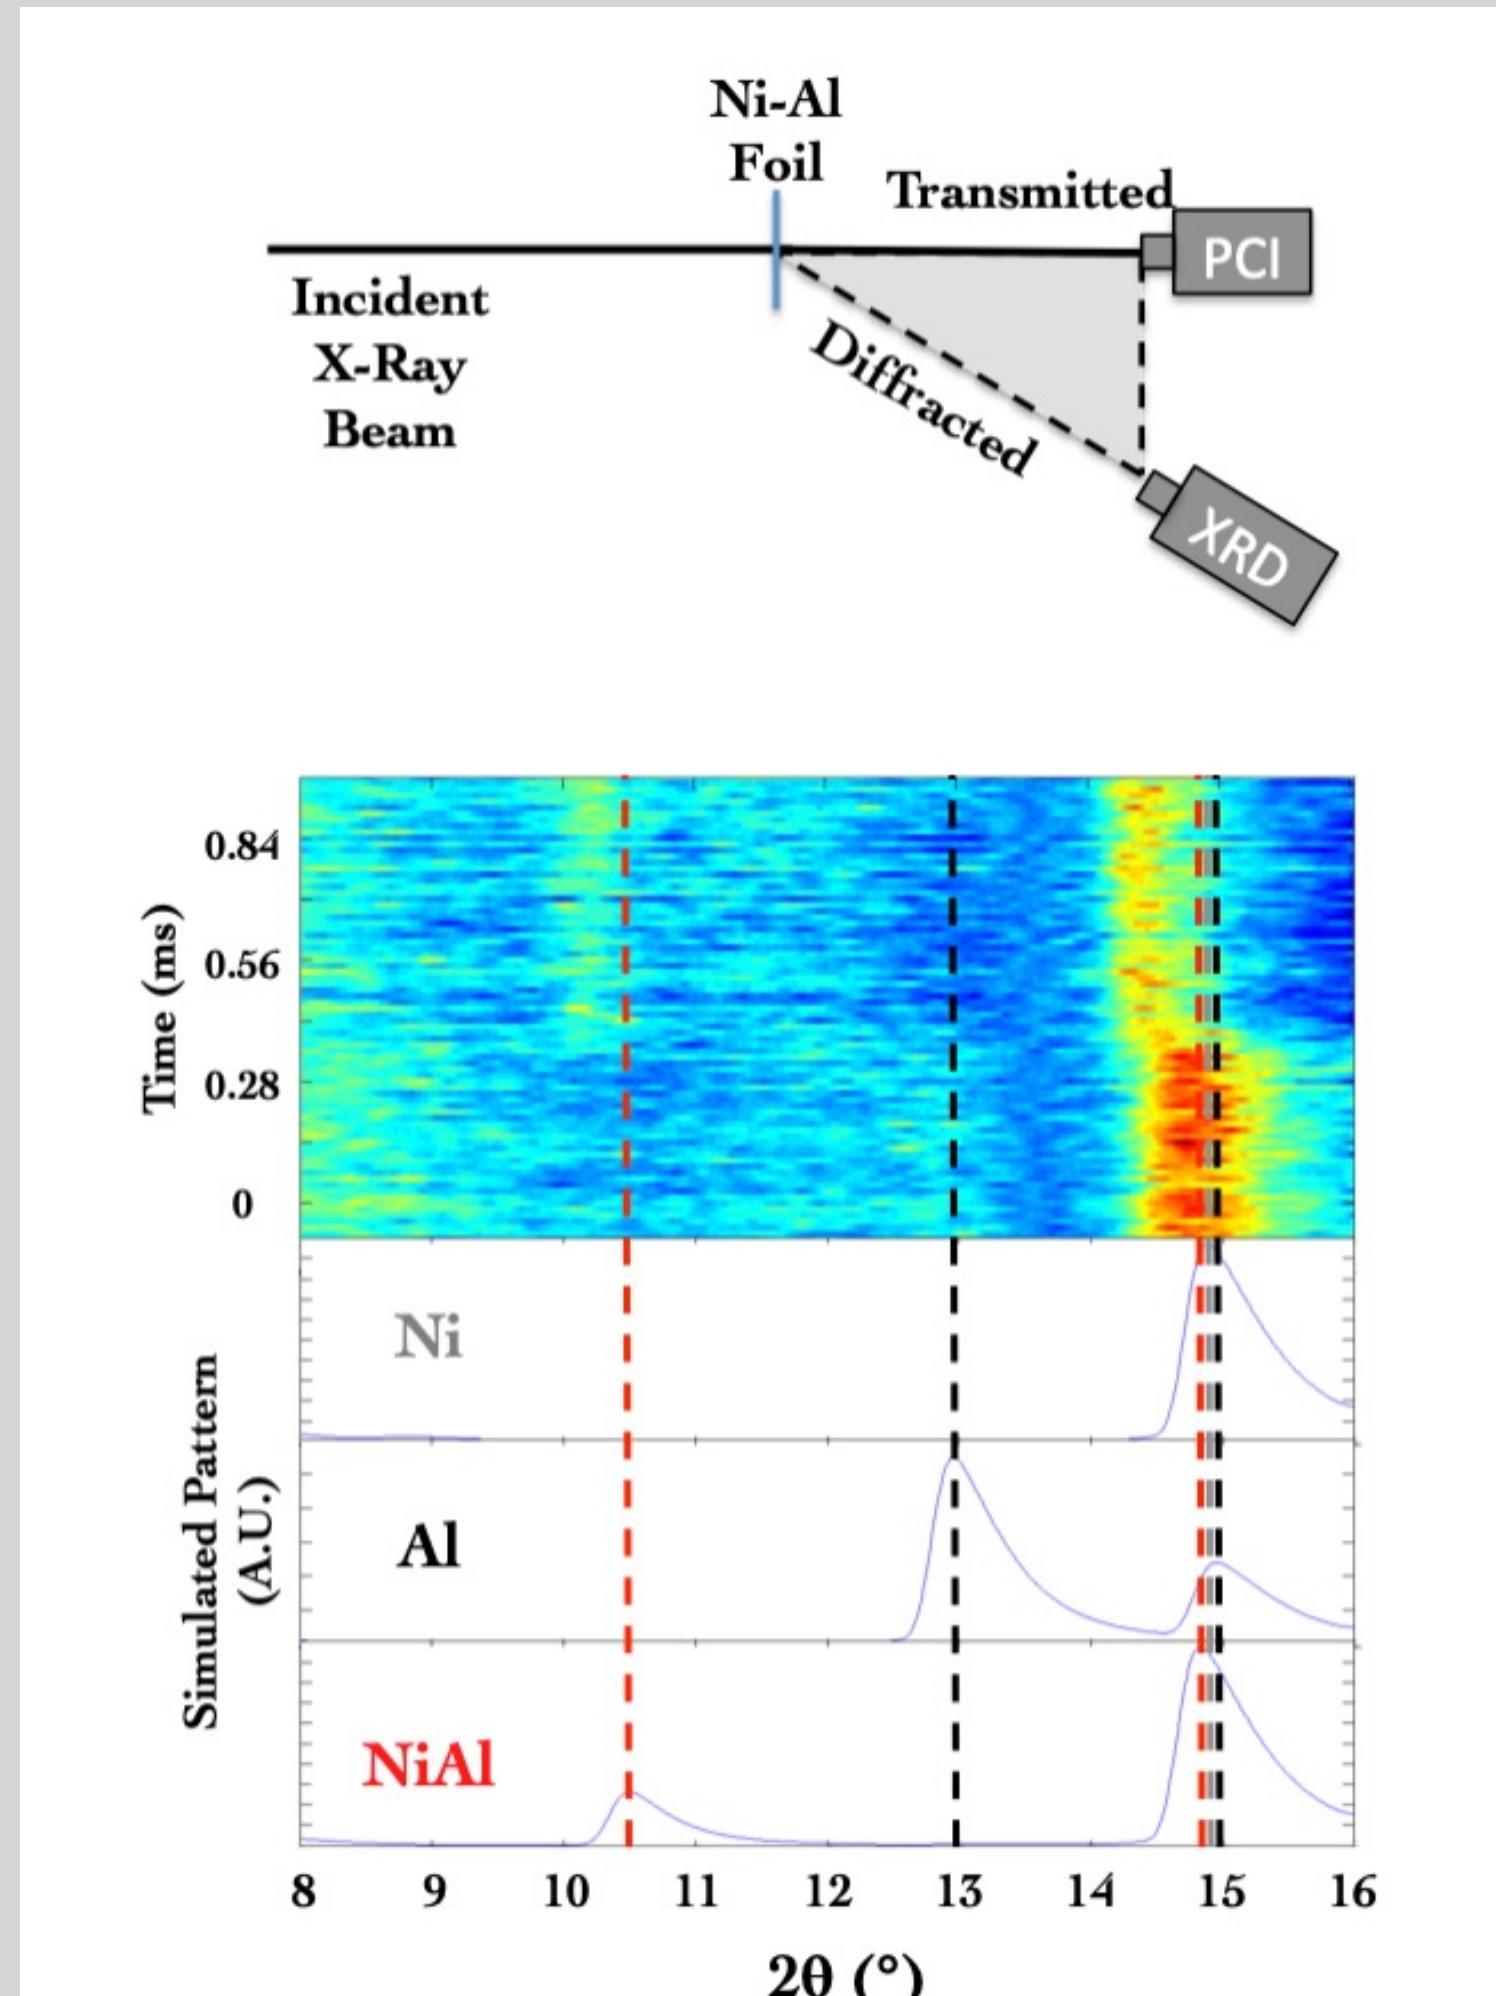 Ni-Al
Foil
Transmitted
PCI
Incident
X-Ray
Beam
Diffracted
XRD
Time (ms)
0.84
0.56
0.28
0
Simulated Pattern
(A.U.)
Ni
Al
NiAl
8 9 10 11 12 13 14 15 16
2θ (°)